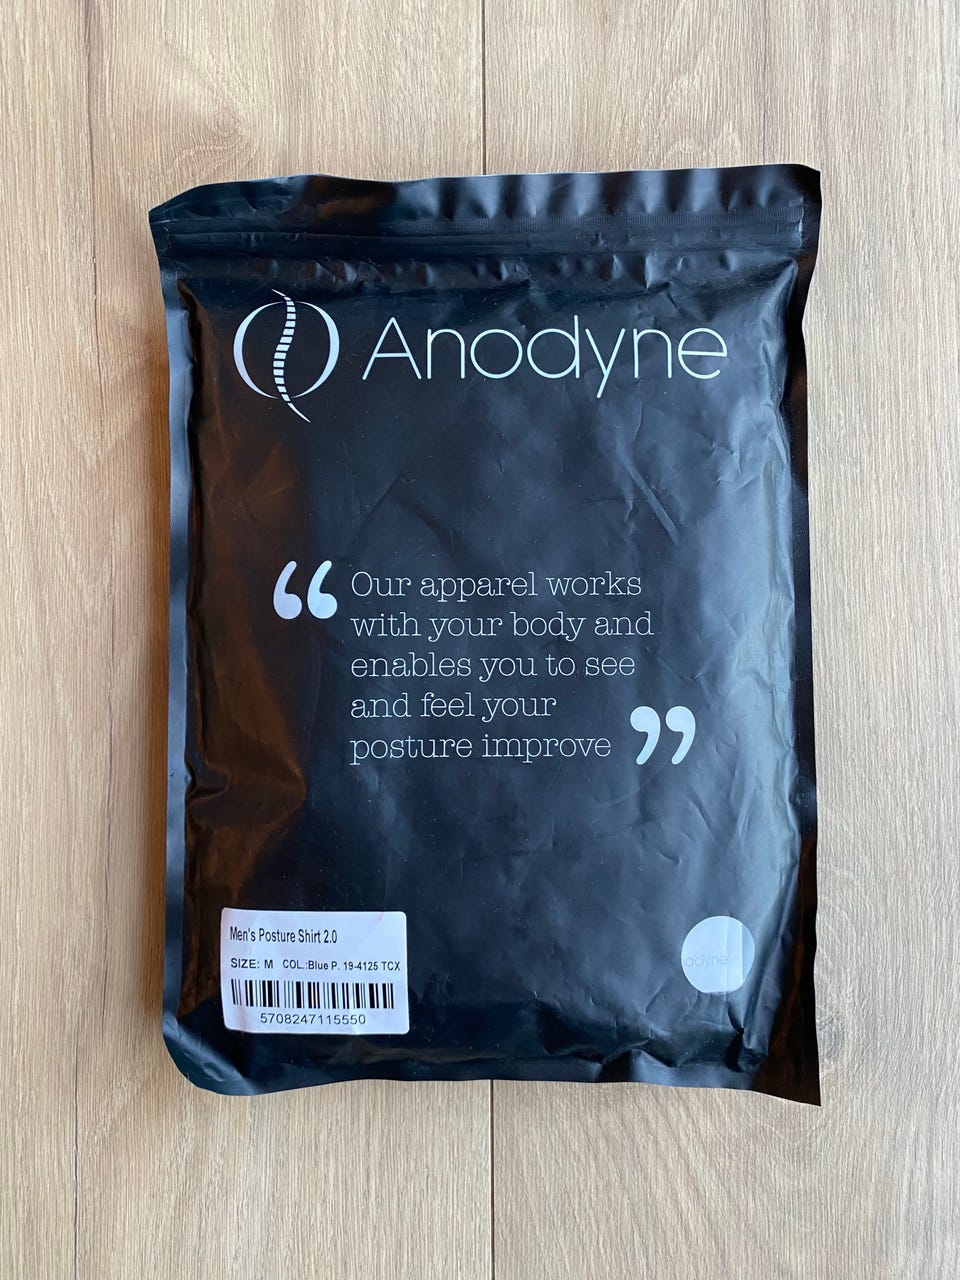 Anodyne
“ Our apparel works
with your body and
enables you to see
and feel your
posture improve ”
Men's Posture Shirt 2.0
SIZE: M COL.:Blue P. 19-4125 TCX
5708247115550
odyne